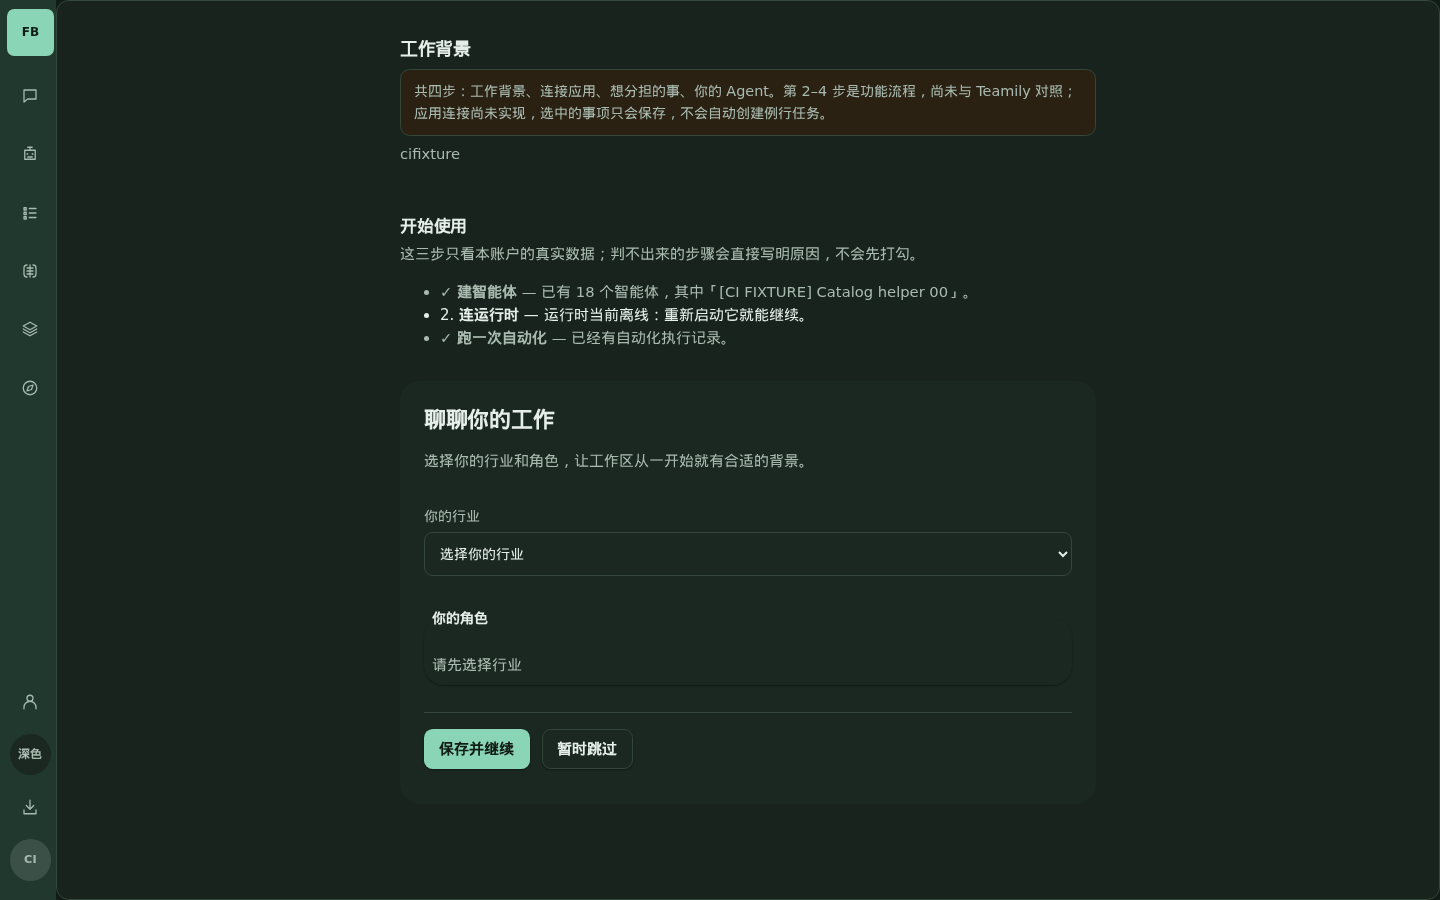 FB
工作背景
共四步：工作背景、连接应用、想分担的事、你的 Agent。第 2–4 步是功能流程，尚未与 Teamily 对照；
应用连接尚未实现，选中的事项只会保存，不会自动创建例行任务。
cifixture
开始使用
这三步只看本账户的真实数据；判不出来的步骤会直接写明原因，不会先打勾。
• ✓ 建智能体 — 已有 18 个智能体，其中「[CI FIXTURE] Catalog helper 00」。
• 2. 连运行时 — 运行时当前离线：重新启动它就能继续。
• ✓ 跑一次自动化 — 已经有自动化执行记录。
聊聊你的工作
选择你的行业和角色，让工作区从一开始就有合适的背景。
你的行业
选择你的行业
你的角色
请先选择行业
保存并继续
暂时跳过
深色
CI